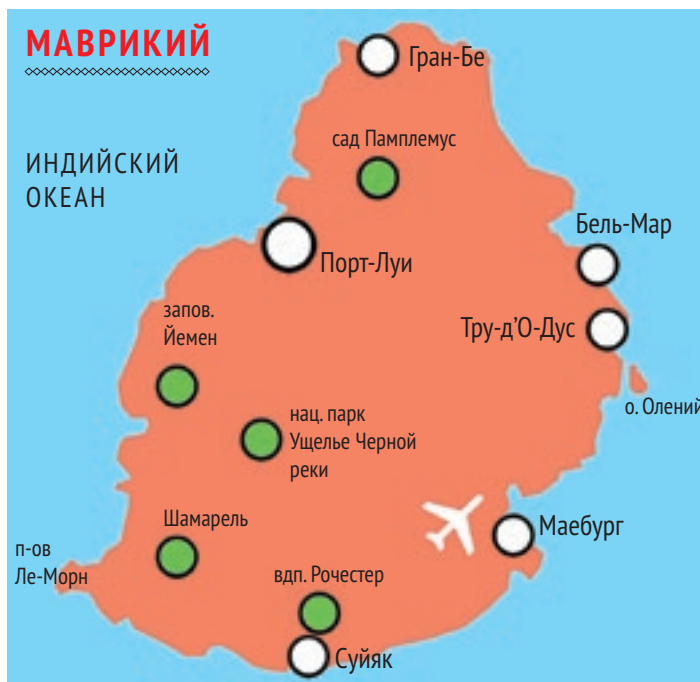 МАВРИКИЙ
Гран-Бе
сад Памплемус
ИНДИЙСКИЙ
ОКЕАН
Бель-Мар
Порт-Луи
запов.
Йемен
Тру-д’О-Дус
о. Олений
нац. парк
Ущелье Черной
реки
Шамарель
Маебург
п-ов
Ле-Морн
вдп. Рочестер
Суйяк